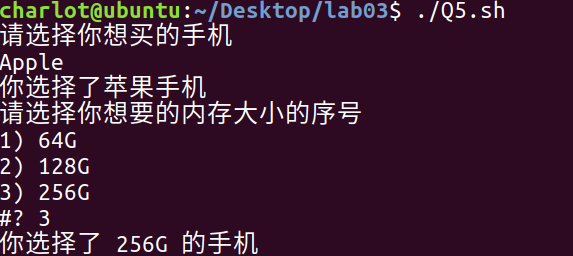 charlot@ubuntu:~/Desktop/lab03$ ./Q5.sh
请选择你想买的手机
Apple
你选择了苹果手机
请选择你想要的内存大小的序号
1) 64G
2) 128G
3) 256G
#? 3
你选择了 256G 的手机